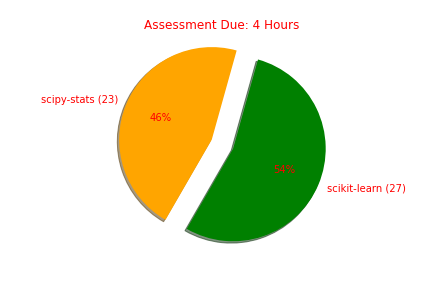 Assessment Due: 4 Hours
scipy-stats (23)
46%
54%
scikit-learn (27)